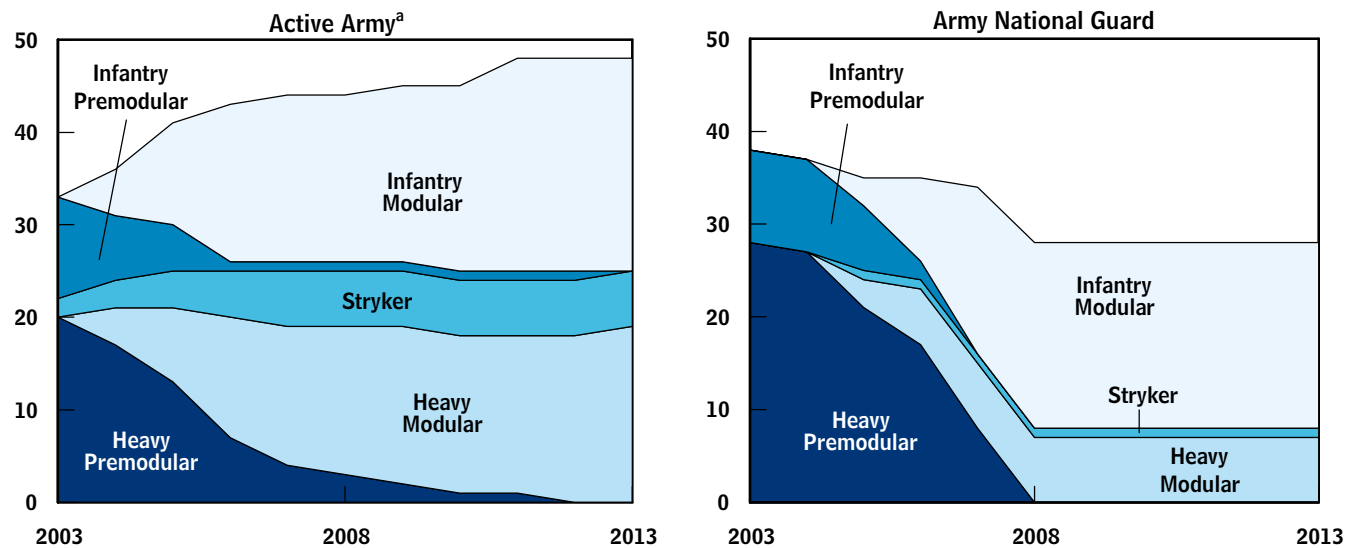 Active Armyᵃ
50
40
30
20
10
0
Infantry
Premodular
Infantry
Modular
Stryker
Heavy
Modular
Heavy
Premodular
2003
2008
2013
Army National Guard
50
40
30
20
10
0
Infantry
Premodular
Infantry
Modular
Stryker
Heavy
Premodular
Heavy
Modular
2003
2008
2013